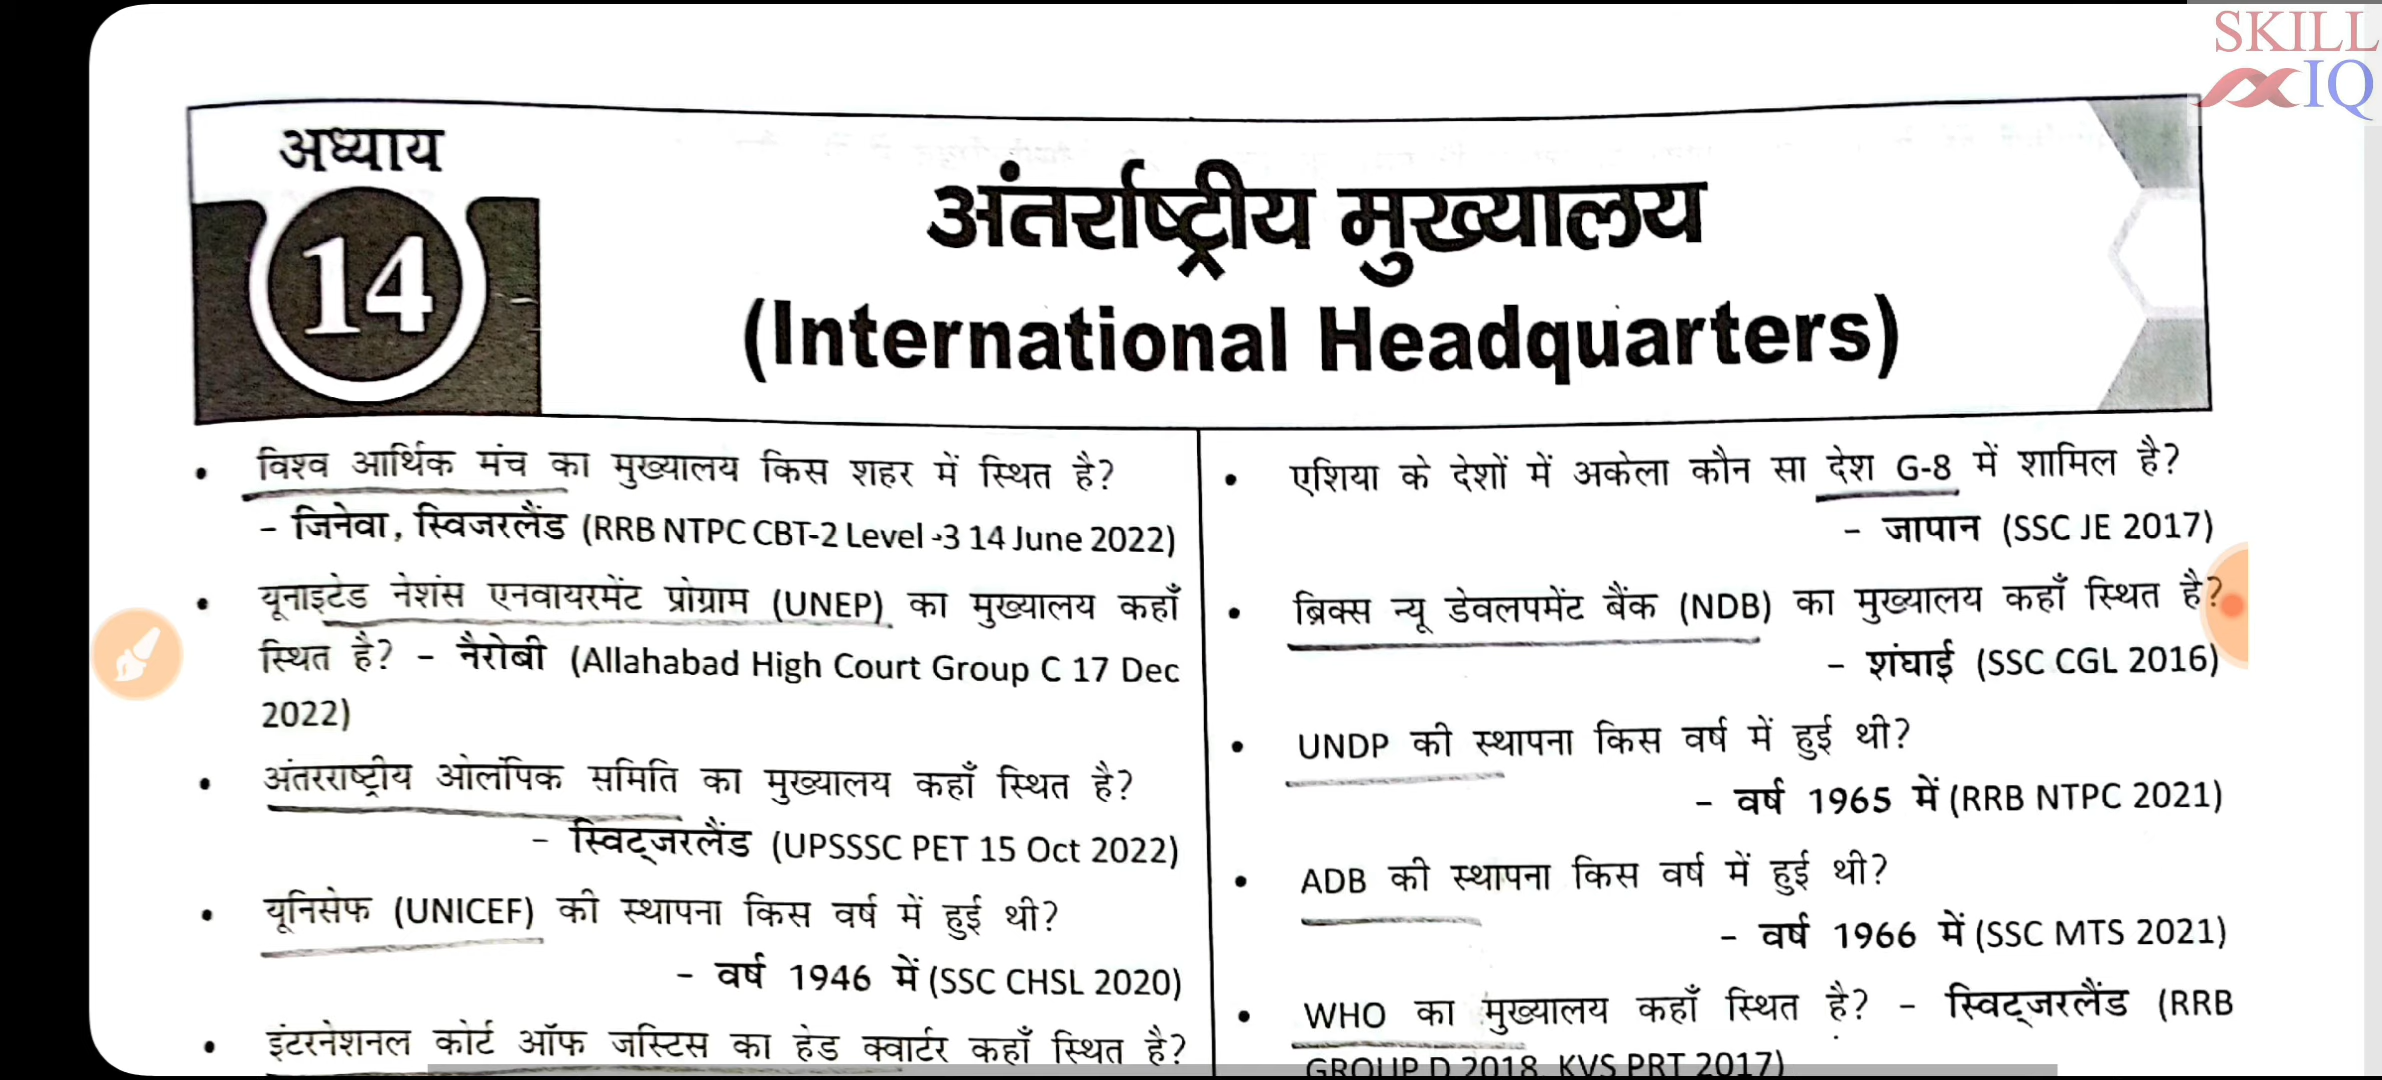 SKILL
IQ
अध्याय
14
अंतर्राष्ट्रीय मुख्यालय
(International Headquarters)
• विश्व आर्थिक मंच का मुख्यालय किस शहर में स्थित है?
– जिनेवा, स्विजरलैंड (RRB NTPC CBT-2 Level -3 14 June 2022)
• यूनाइटेड नेशंस एनवायरमेंट प्रोग्राम (UNEP) का मुख्यालय कहाँ
स्थित है? – नैरोबी (Allahabad High Court Group C 17 Dec
2022)
• अंतरराष्ट्रीय ओलंपिक समिति का मुख्यालय कहाँ स्थित है?
– स्विट्जरलैंड (UPSSSC PET 15 Oct 2022)
• यूनिसेफ (UNICEF) की स्थापना किस वर्ष में हुई थी?
– वर्ष 1946 में (SSC CHSL 2020)
• इंटरनेशनल कोर्ट ऑफ जस्टिस का हेड क्वार्टर कहाँ स्थित है?
• एशिया के देशों में अकेला कौन सा देश G-8 में शामिल है?
– जापान (SSC JE 2017)
• ब्रिक्स न्यू डेवलपमेंट बैंक (NDB) का मुख्यालय कहाँ स्थित है?
– शंघाई (SSC CGL 2016)
• UNDP की स्थापना किस वर्ष में हुई थी?
– वर्ष 1965 में (RRB NTPC 2021)
• ADB की स्थापना किस वर्ष में हुई थी?
– वर्ष 1966 में (SSC MTS 2021)
• WHO का मुख्यालय कहाँ स्थित है? – स्विट्जरलैंड (RRB
GROUP D 2018, KVS PRT 2017)